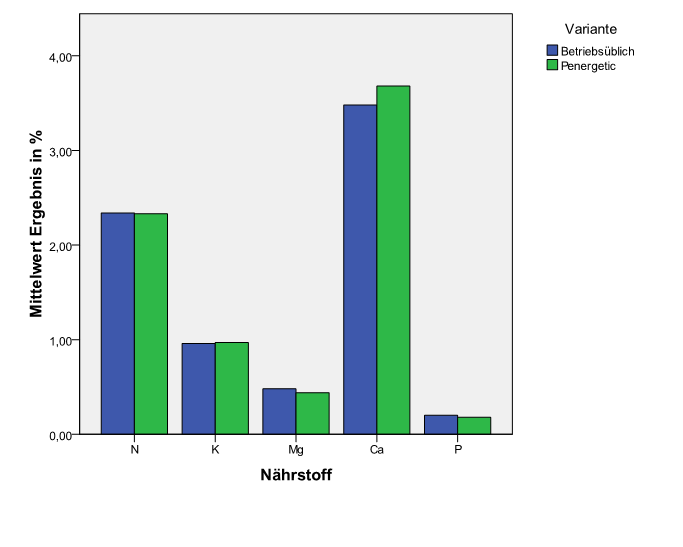 Variante
Betriebsüblich
Penergetic
Mittelwert Ergebnis in %
4,00
3,00
2,00
1,00
0,00
N K Mg Ca P
Nährstoff